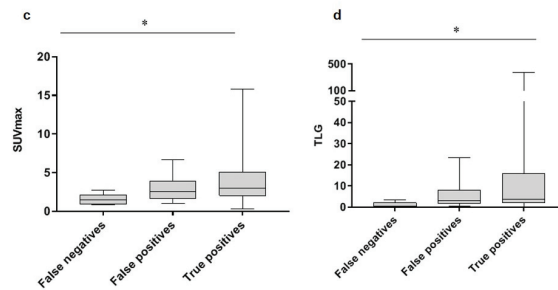 c
*
20
15
10
5
0
SUVmax
False negatives
False positives
True positives
d
*
500
100
50
40
30
20
10
0
TLG
False negatives
False positives
True positives